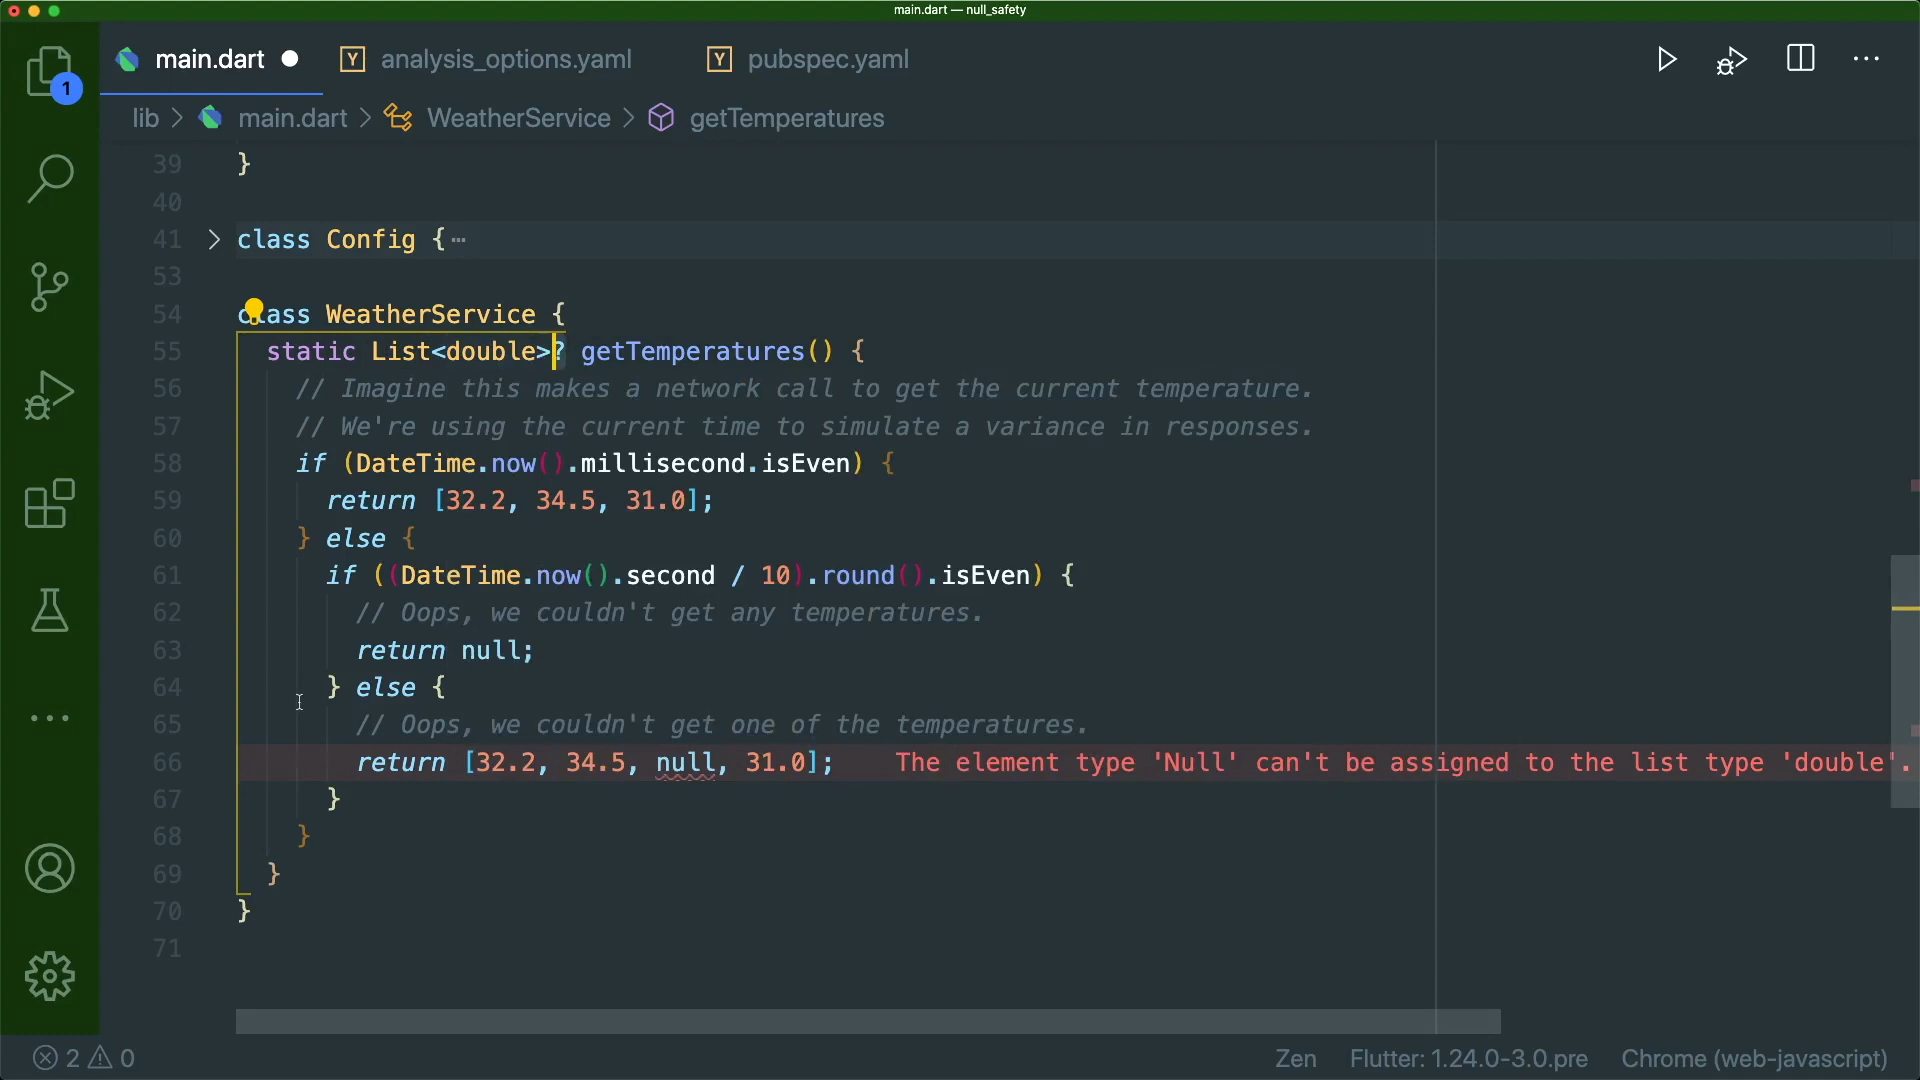 main.dart — null_safety
main.dart
Y analysis_options.yaml
Y pubspec.yaml
1
lib > main.dart > WeatherService > getTemperatures
39 }
40
41 > class Config {⋯
53
54 class WeatherService {
55 static List<double>? getTemperatures() {
56 // Imagine this makes a network call to get the current temperature.
57 // We're using the current time to simulate a variance in responses.
58 if (DateTime.now().millisecond.isEven) {
59 return [32.2, 34.5, 31.0];
60 } else {
61 if ((DateTime.now().second / 10).round().isEven) {
62 // Oops, we couldn't get any temperatures.
63 return null;
64 } else {
65 // Oops, we couldn't get one of the temperatures.
66 return [32.2, 34.5, null, 31.0]; The element type 'Null' can't be assigned to the list type 'double'.
67 }
68 }
69 }
70 }
71
2 0 Zen Flutter: 1.24.0-3.0.pre Chrome (web-javascript)